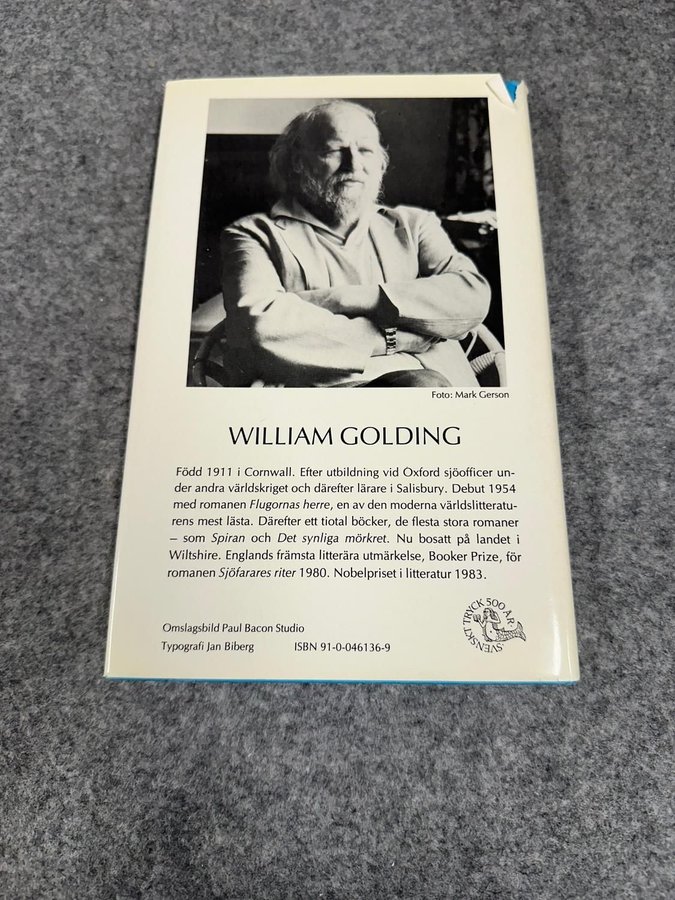 Foto: Mark Gerson
WILLIAM GOLDING
Född 1911 i Cornwall. Efter utbildning vid Oxford sjöofficer un-
der andra världskriget och därefter lärare i Salisbury. Debut 1954
med romanen Flugornas herre, en av den moderna världslitteratu-
rens mest lästa. Därefter ett tiotal böcker, de flesta stora romaner
– som Spiran och Det synliga mörkret. Nu bosatt på landet i
Wiltshire. Englands främsta litterära utmärkelse, Booker Prize, för
romanen Sjöfarares riter 1980. Nobelpriset i litteratur 1983.
Omslagsbild Paul Bacon Studio
Typografi Jan Biberg ISBN 91-0-046136-9
SVENSKT TRYCK 500 ÅR